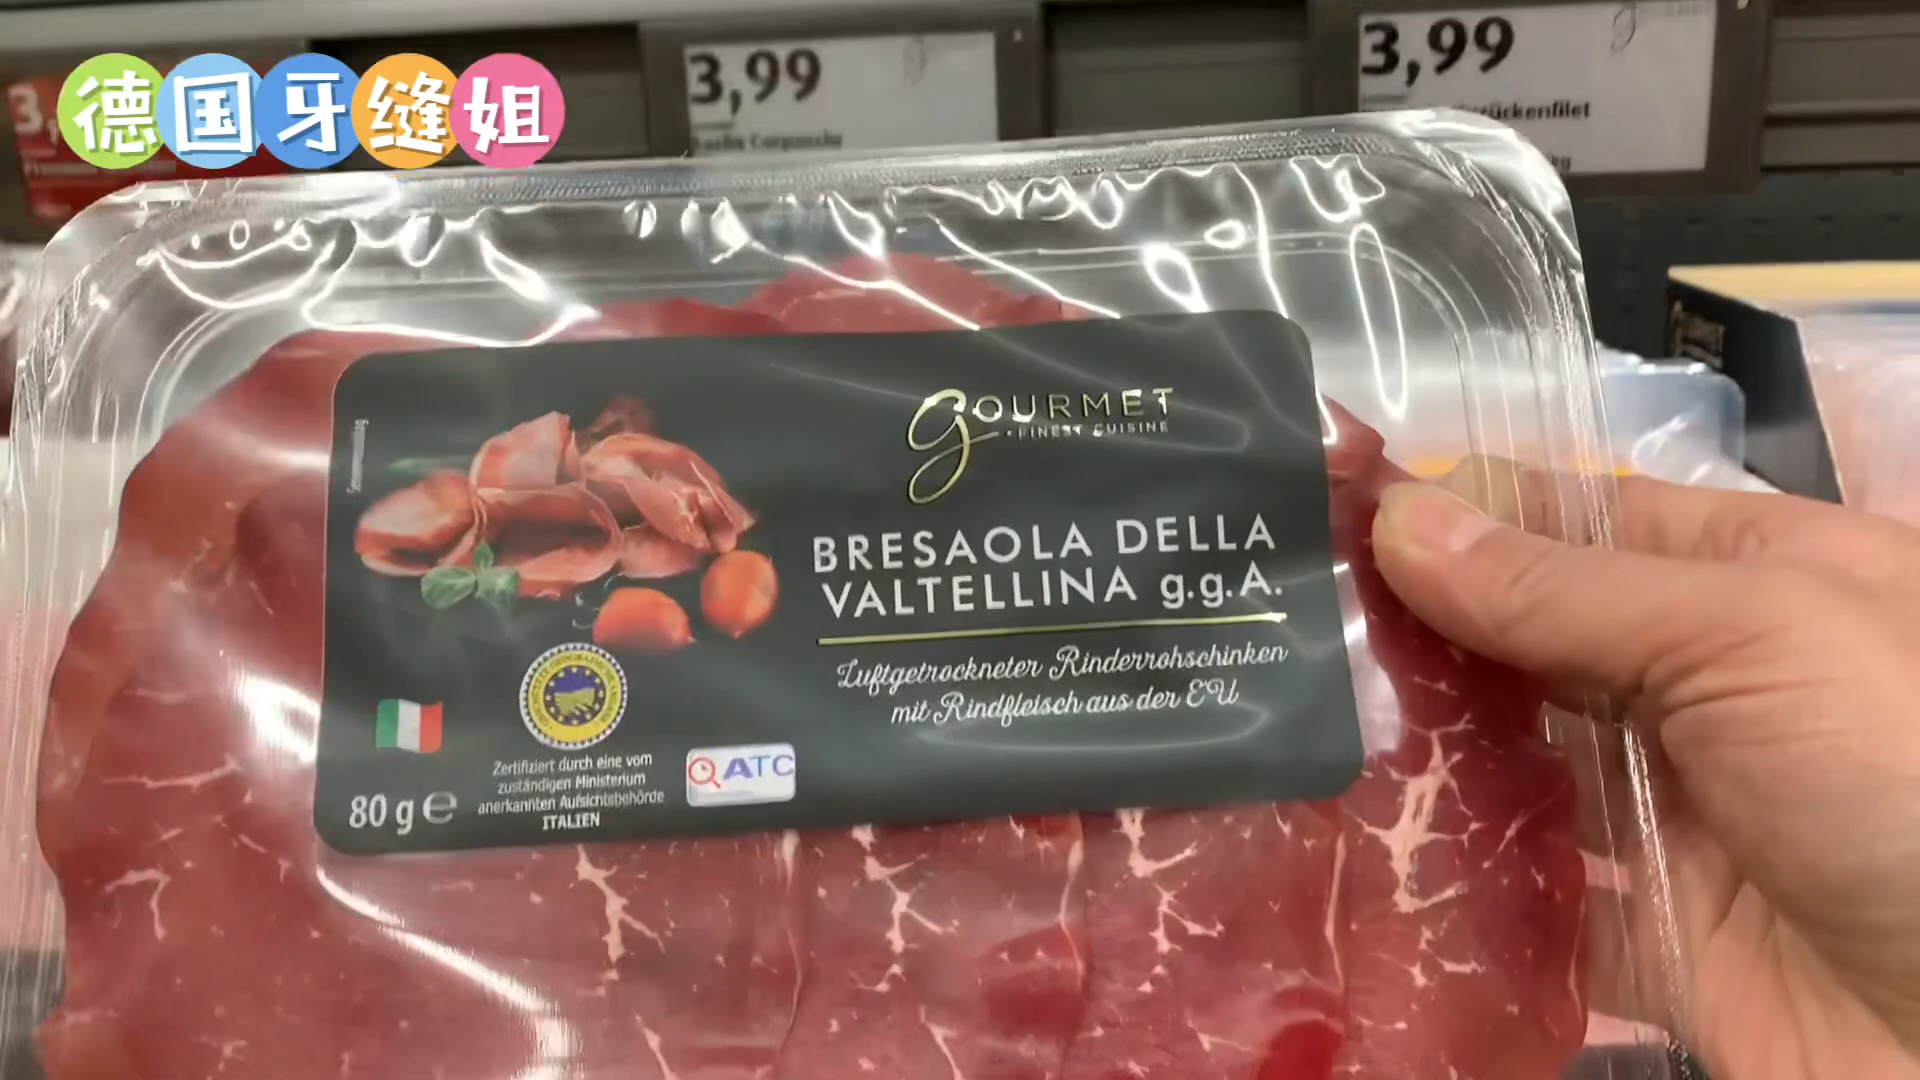 德国牙缝姐
3,99
3,99
rückenfilet
kg
GOURMET
FINEST CUISINE
BRESAOLA DELLA
VALTELLINA g.g.A.
Luftgetrockneter Rinderrohschinken
mit Rindfleisch aus der EU
Zertifiziert durch eine vom
zuständigen Ministerium
anerkannten Aufsichtsbehörde
ITALIEN
ATC
80 g e